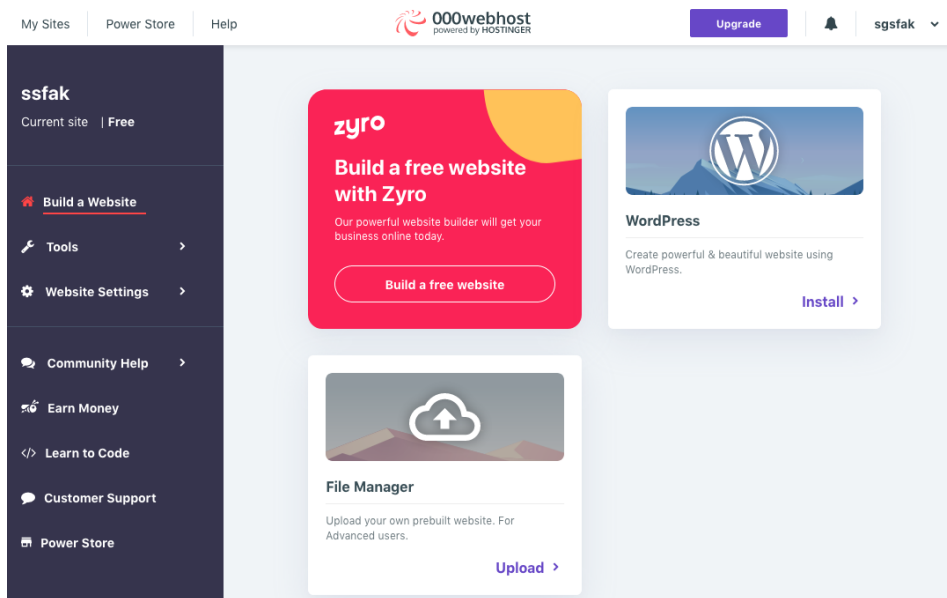 My Sites
Power Store
Help
000webhost
powered by HOSTINGER
Upgrade
sgsfak
ssfak
Current site | Free
Build a Website
Tools
Website Settings
Community Help
Earn Money
Learn to Code
Customer Support
Power Store
zyro
Build a free website
with Zyro
Our powerful website builder will get your
business online today.
Build a free website
WordPress
Create powerful & beautiful website using
WordPress.
Install
File Manager
Upload your own prebuilt website. For
Advanced users.
Upload